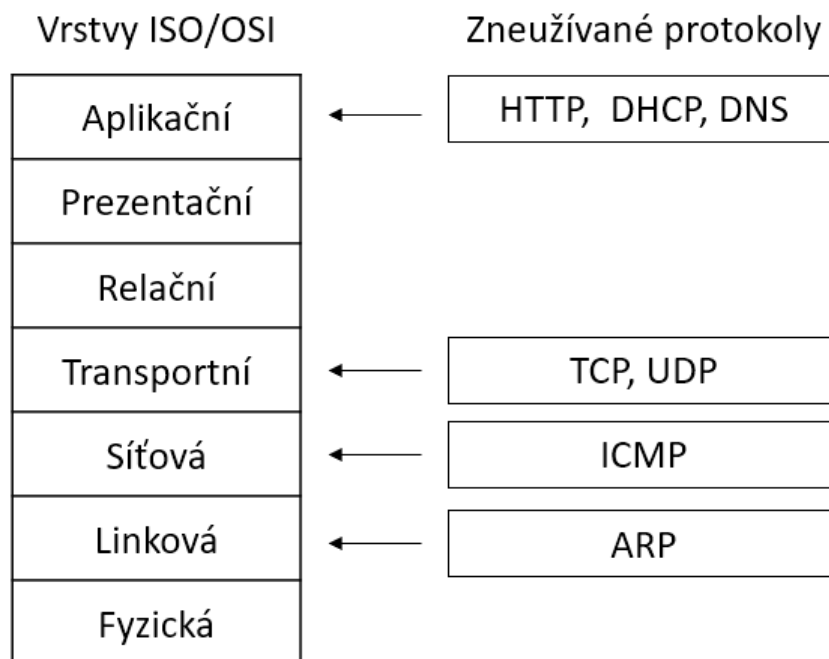 Vrstvy ISO/OSI
Zneužívané protokoly
Aplikační
HTTP, DHCP, DNS
Prezentační
Relační
Transportní
TCP, UDP
Síťová
ICMP
Linková
ARP
Fyzická